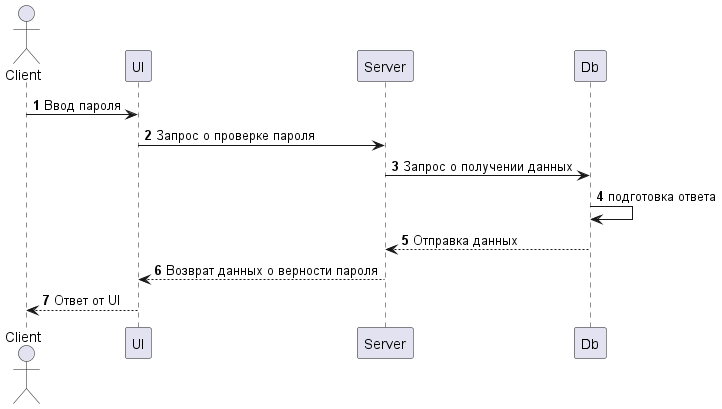 Client
UI
Server
Db
1 Ввод пароля
2 Запрос о проверке пароля
3 Запрос о получении данных
4 подготовка ответа
5 Отправка данных
6 Возврат данных о верности пароля
7 Ответ от UI
Client
UI
Server
Db